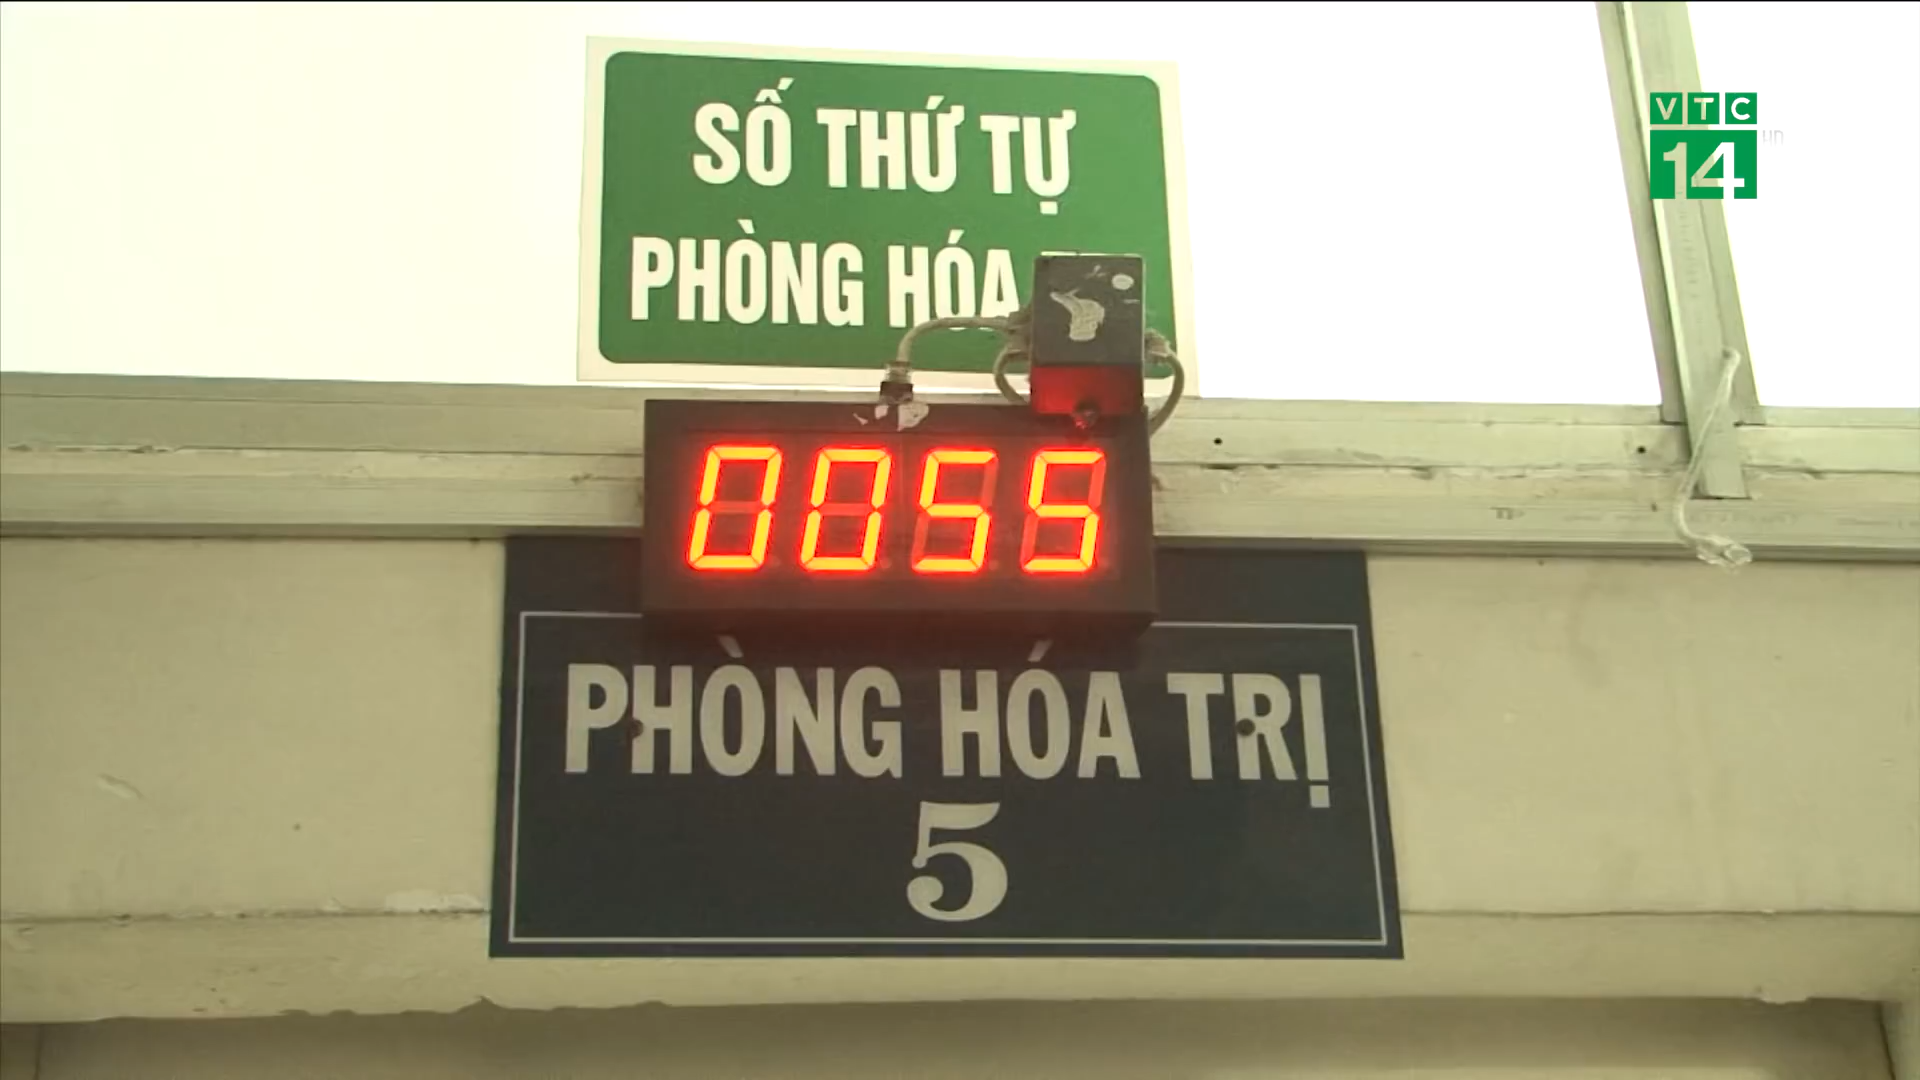 SỐ THỨ TỰ
PHÒNG HÓA
VTC
14
0055
PHÒNG HÓA TRỊ
5